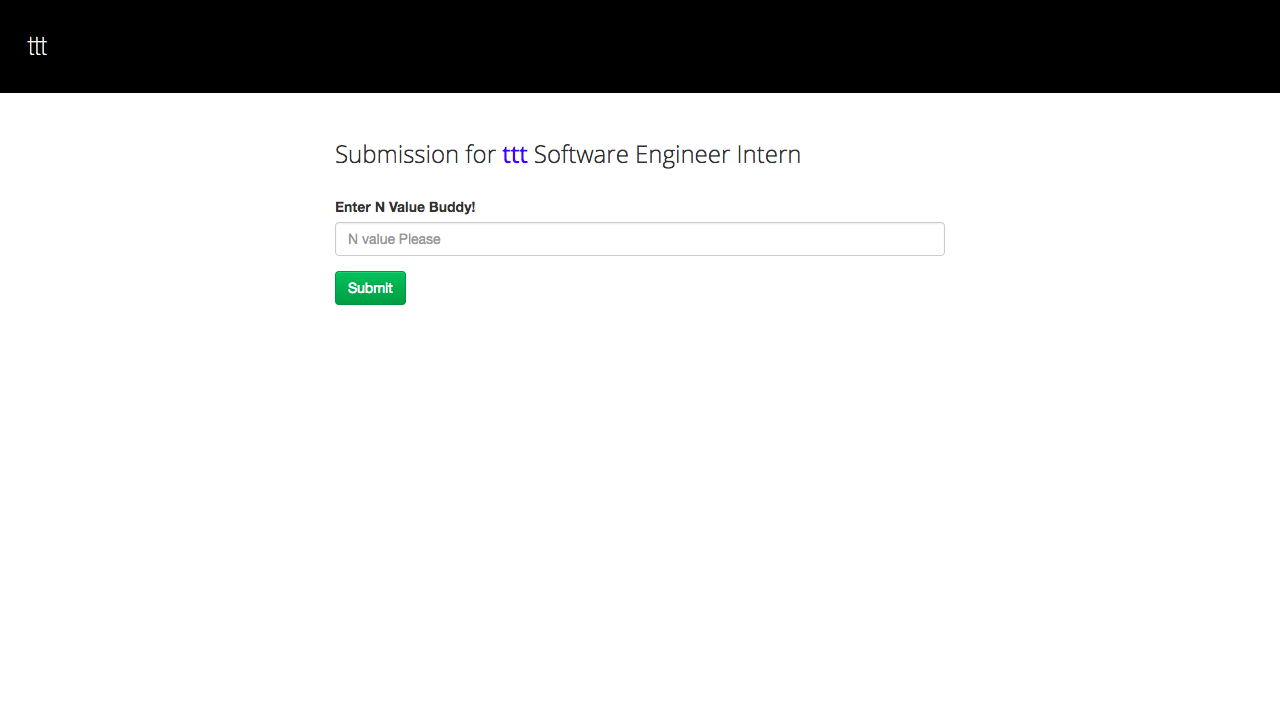 ttt
Submission for ttt Software Engineer Intern
Enter N Value Buddy!
N value Please
Submit